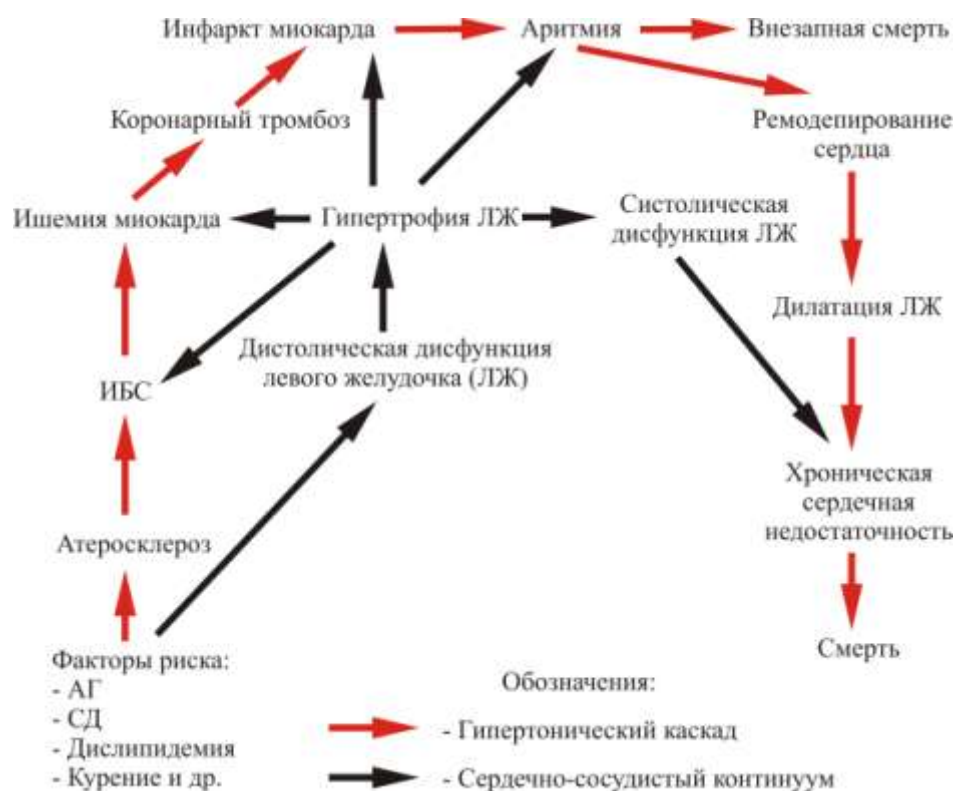 Инфаркт миокарда
Аритмия
Внезапная смерть
Коронарный тромбоз
Ремодепирование
сердца
Ишемия миокарда
Гипертрофия ЛЖ
Систолическая
дисфункция ЛЖ
Дилатация ЛЖ
Дистолическая дисфункция
левого желудочка (ЛЖ)
ИБС
Хроническая
сердечная
недостаточность
Атеросклероз
Смерть
Факторы риска:
- АГ
- СД
- Дислипидемия
- Курение и др.
Обозначения:
- Гипертонический каскад
- Сердечно-сосудистый континуум